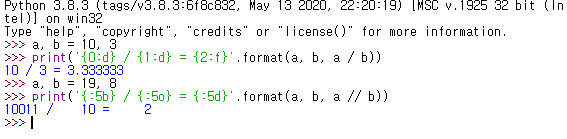 Python 3.8.3 (tags/v3.8.3:6f8c832, May 13 2020, 22:20:19) [MSC v.1925 32 bit (In
tel)] on win32
Type "help", "copyright", "credits" or "license()" for more information.
>>> a, b = 10, 3
>>> print('{0:d} / {1:d} = {2:f}'.format(a, b, a / b))
10 / 3 = 3.333333
>>> a, b = 19, 8
>>> print('{:5b} / {:5o} = {:5d}'.format(a, b, a // b))
10011 /    10 =     2
>>>